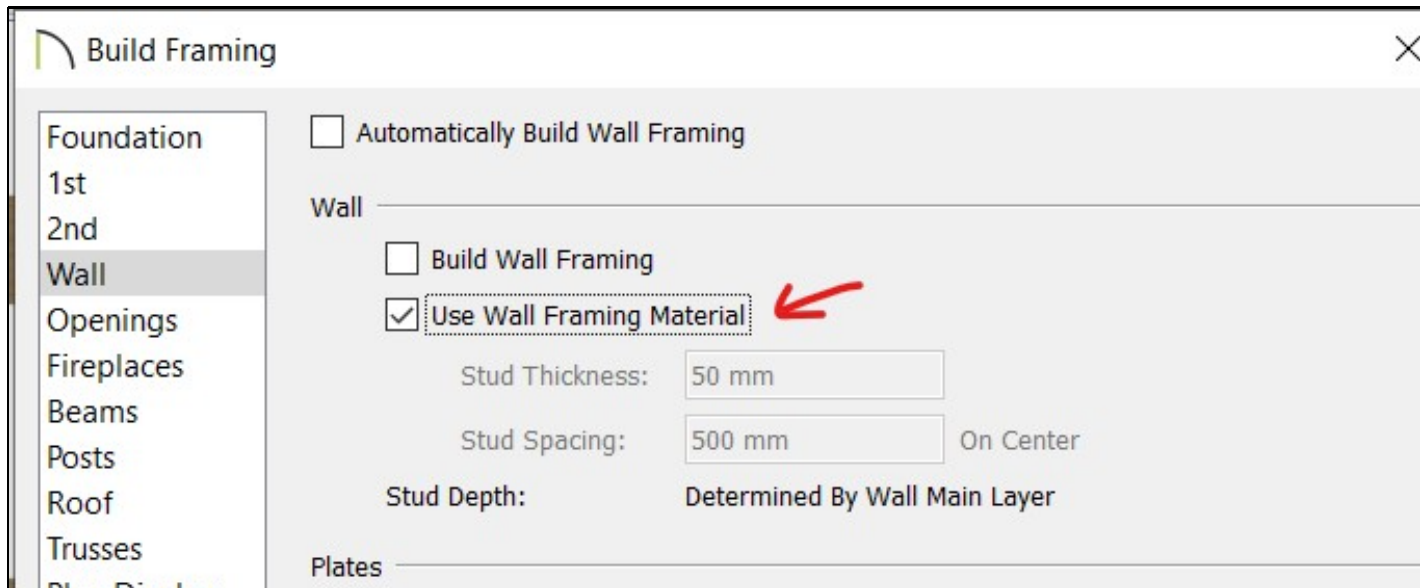 Build Framing
Foundation
1st
2nd
Wall
Openings
Fireplaces
Beams
Posts
Roof
Trusses
Automatically Build Wall Framing
Wall
Build Wall Framing
Use Wall Framing Material
Stud Thickness: 50 mm
Stud Spacing: 500 mm On Center
Stud Depth: Determined By Wall Main Layer
Plates